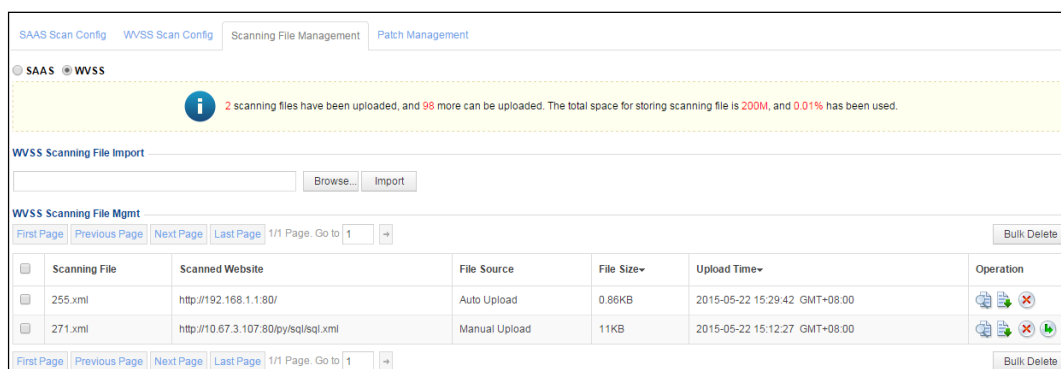 SAAS Scan Config WVSS Scan Config Scanning File Management Patch Management
SAAS WVSS
2 scanning files have been uploaded, and 98 more can be uploaded. The total space for storing scanning file is 200M, and 0.01% has been used.
WVSS Scanning File Import
Browse... Import
WVSS Scanning File Mgmt
First Page Previous Page Next Page Last Page 1/1 Page. Go to 1 Bulk Delete
Scanning File Scanned Website File Source File Size Upload Time Operation
255.xml http://192.168.1.1:80/ Auto Upload 0.86KB 2015-05-22 15:29:42 GMT+08:00
271.xml http://10.67.3.107:80/py/sql/sql.xml Manual Upload 11KB 2015-05-22 15:12:27 GMT+08:00
First Page Previous Page Next Page Last Page 1/1 Page. Go to 1 Bulk Delete